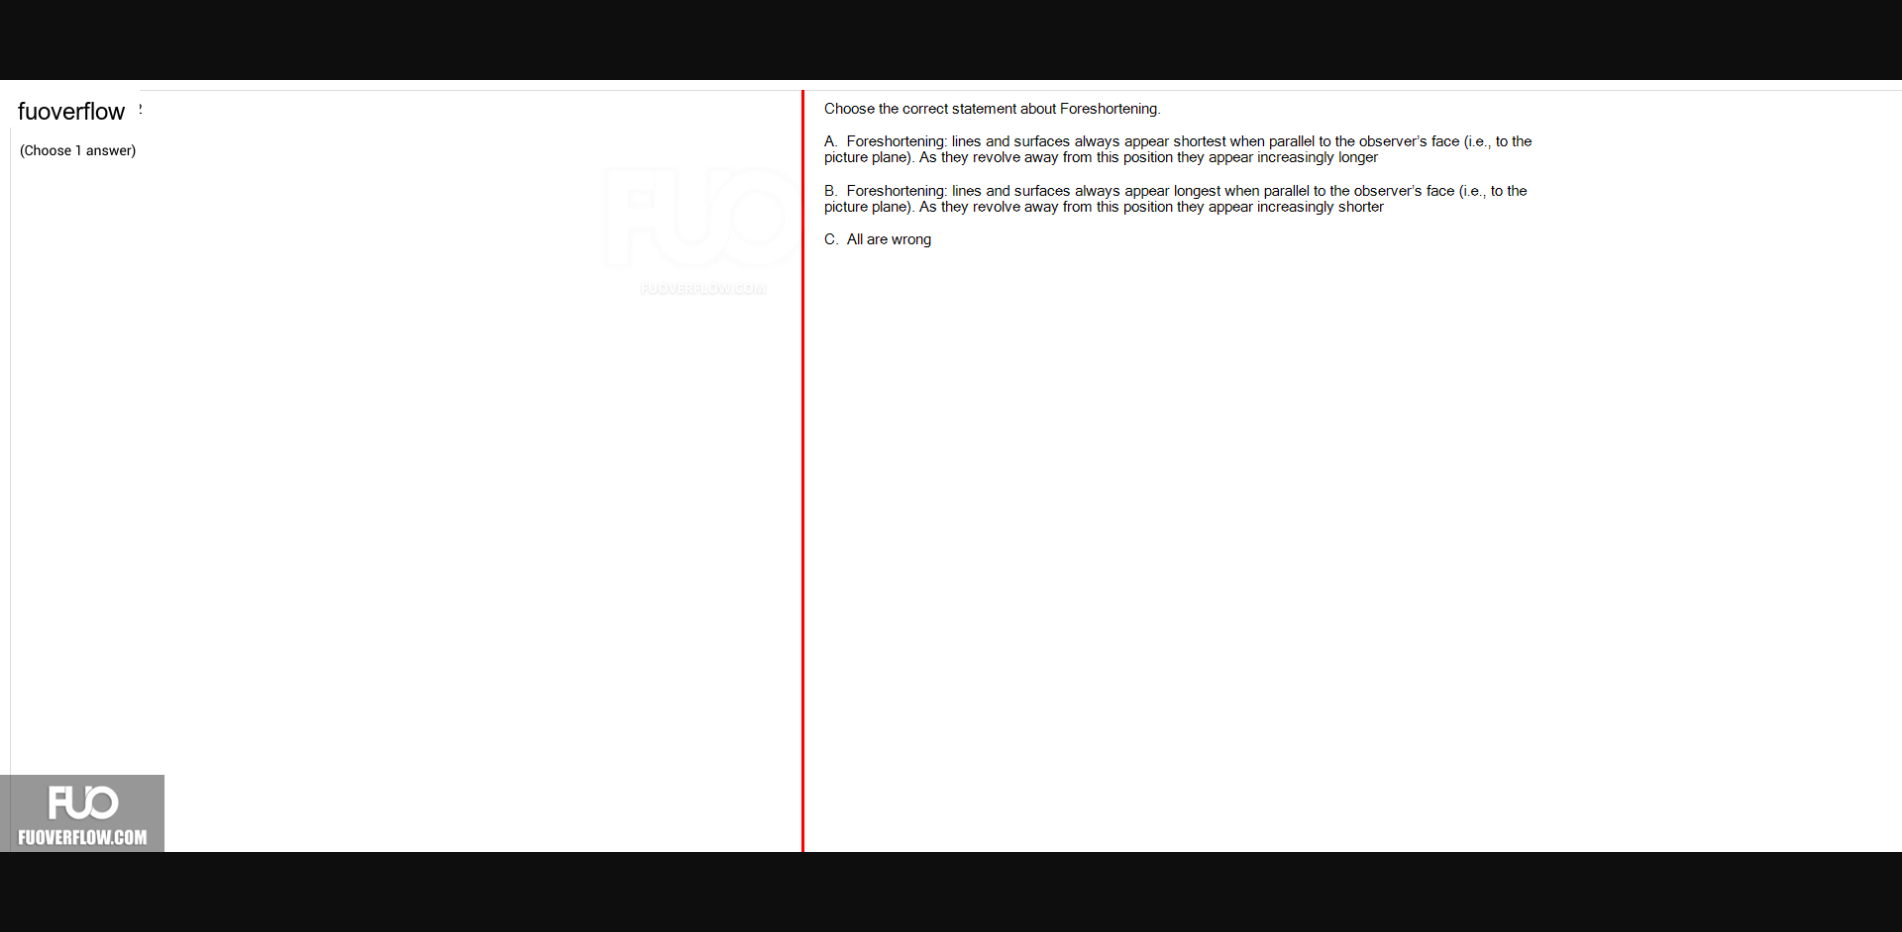 fuoverflow
(Choose 1 answer)
FUO
FUOVERFLOW.COM
Choose the correct statement about Foreshortening.
A. Foreshortening: lines and surfaces always appear shortest when parallel to the observer's face (i.e., to the
picture plane). As they revolve away from this position they appear increasingly longer
B. Foreshortening: lines and surfaces always appear longest when parallel to the observer's face (i.e., to the
picture plane). As they revolve away from this position they appear increasingly shorter
C. All are wrong
FUO
FUOVERFLOW.COM